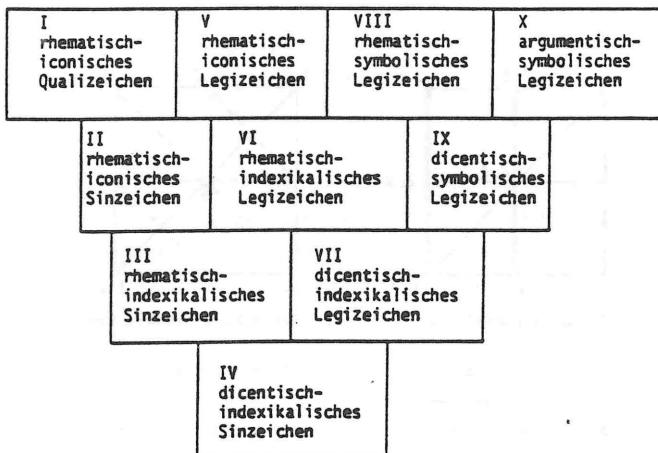 I
rhematisch-
iconisches
Qualizeichen
V
rhematisch-
iconisches
Legizeichen
VIII
rhematisch-
symbolisches
Legizeichen
X
argumentisch-
symbolisches
Legizeichen
II
rhematisch-
iconisches
Sinzeichen
VI
rhematisch-
indexikalisches
Legizeichen
IX
dicentisch-
symbolisches
Legizeichen
III
rhematisch-
indexikalisches
Sinzeichen
VII
dicentisch-
indexikalisches
Legizeichen
IV
dicentisch-
indexikalisches
Sinzeichen